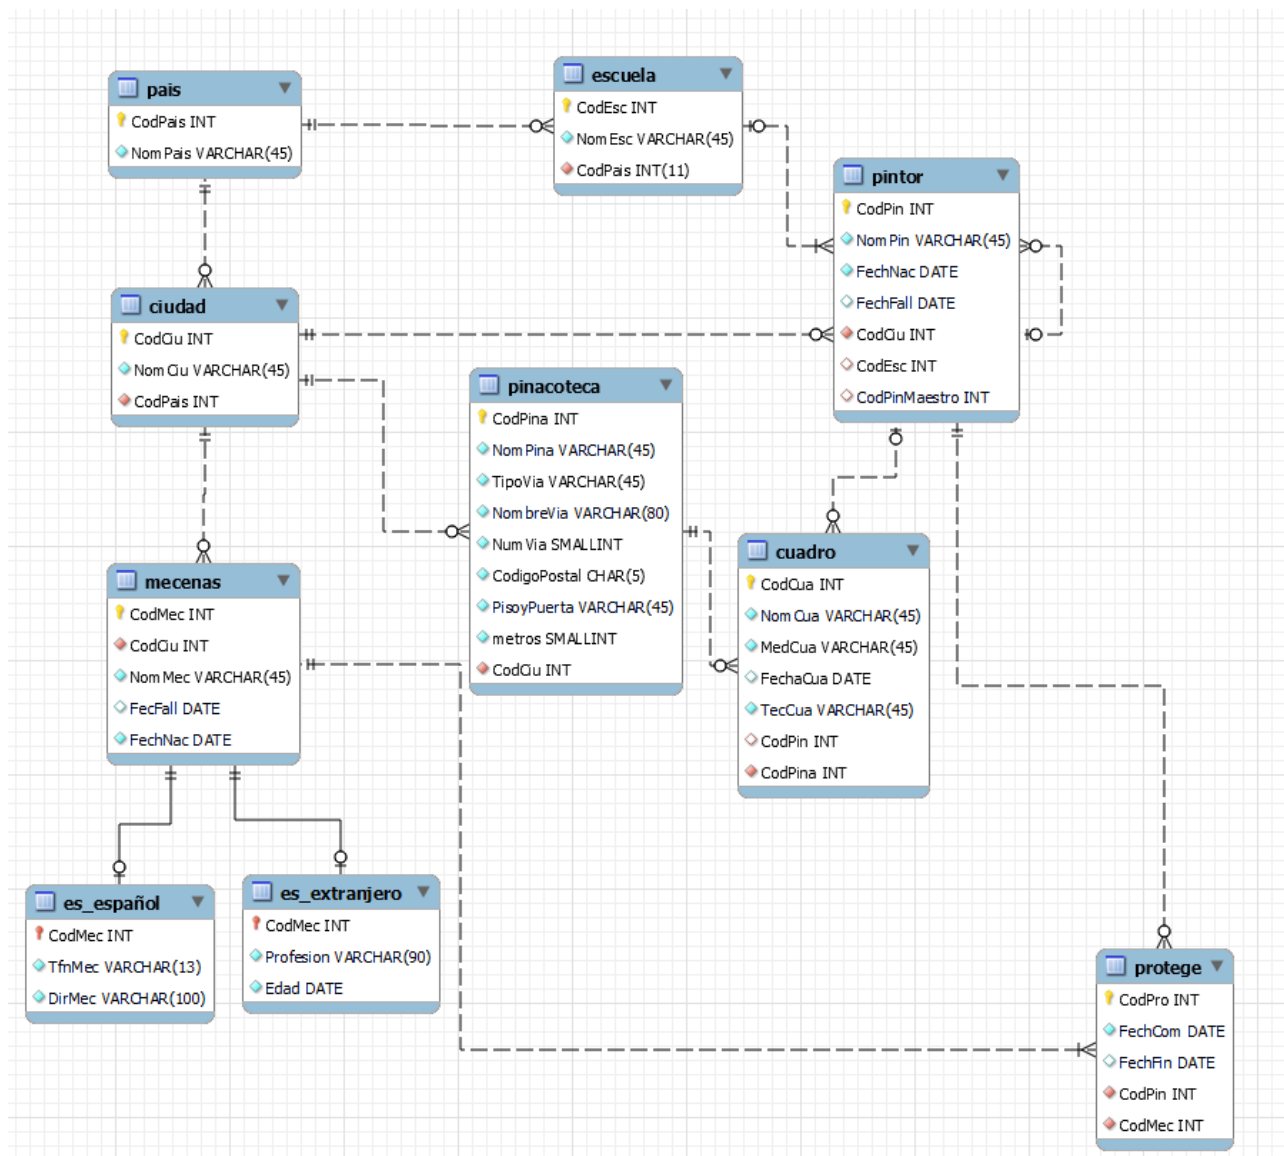 pais
CodPais INT
NomPais VARCHAR(45)
escuela
CodEsc INT
NomEsc VARCHAR(45)
CodPais INT(11)
pintor
CodPin INT
NomPin VARCHAR(45)
FechNac DATE
FechFall DATE
CodCiu INT
CodEsc INT
CodPinMaestro INT
ciudad
CodCiu INT
NomCiu VARCHAR(45)
CodPais INT
pinacoteca
CodPina INT
NomPina VARCHAR(45)
TipoVia VARCHAR(45)
NombreVia VARCHAR(80)
NumVia SMALLINT
CodigoPostal CHAR(5)
PisoyPuerta VARCHAR(45)
metros SMALLINT
CodCiu INT
cuadro
CodCua INT
NomCua VARCHAR(45)
MedCua VARCHAR(45)
FechaCua DATE
TecCua VARCHAR(45)
CodPin INT
CodPina INT
mecenas
CodMec INT
CodCiu INT
NomMec VARCHAR(45)
FecFall DATE
FechNac DATE
es_español
CodMec INT
TfnMec VARCHAR(13)
DirMec VARCHAR(100)
es_extranjero
CodMec INT
Profesion VARCHAR(90)
Edad DATE
protege
CodPro INT
FechCom DATE
FechFin DATE
CodPin INT
CodMec INT